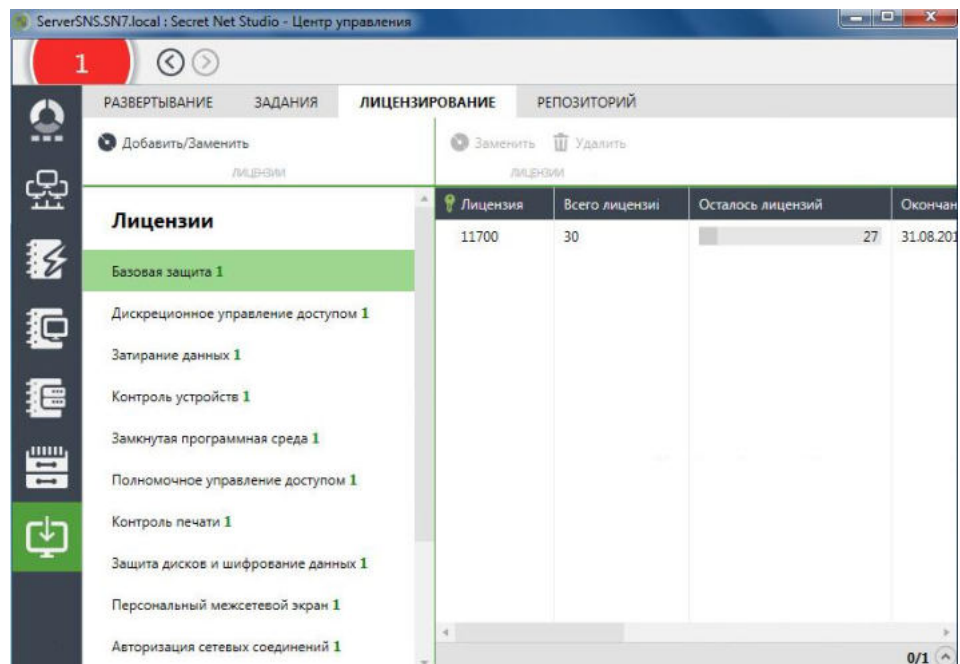 ServerSNS.SN7.local : Secret Net Studio - Центр управления
1
РАЗВЕРТЫВАНИЕ ЗАДАНИЯ ЛИЦЕНЗИРОВАНИЕ РЕПОЗИТОРИЙ
Добавить/Заменить
ЛИЦЕНЗИИ
Заменить Удалить
ЛИЦЕНЗИИ
Лицензии
Базовая защита 1
Дискреционное управление доступом 1
Затирание данных 1
Контроль устройств 1
Замкнутая программная среда 1
Полномочное управление доступом 1
Контроль печати 1
Защита дисков и шифрование данных 1
Персональный межсетевой экран 1
Авторизация сетевых соединений 1
Лицензия Всего лицензиі Осталось лицензий Окончан
11700 30 27 31.08.201
0/1